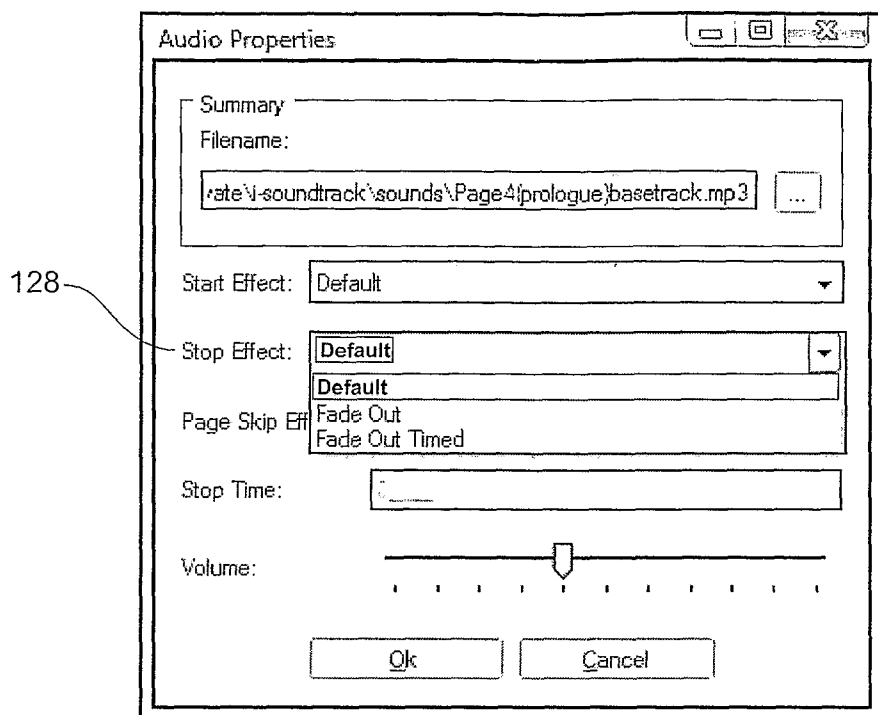 Audio Properties
Summary
Filename:
rate\i-soundtrack\sounds\Page4(prologue)basetrack.mp3 ...
Start Effect: Default
128
Stop Effect: Default
Default
Page Skip Eff
Fade Out
Fade Out Timed
Stop Time:
Volume:
Ok Cancel